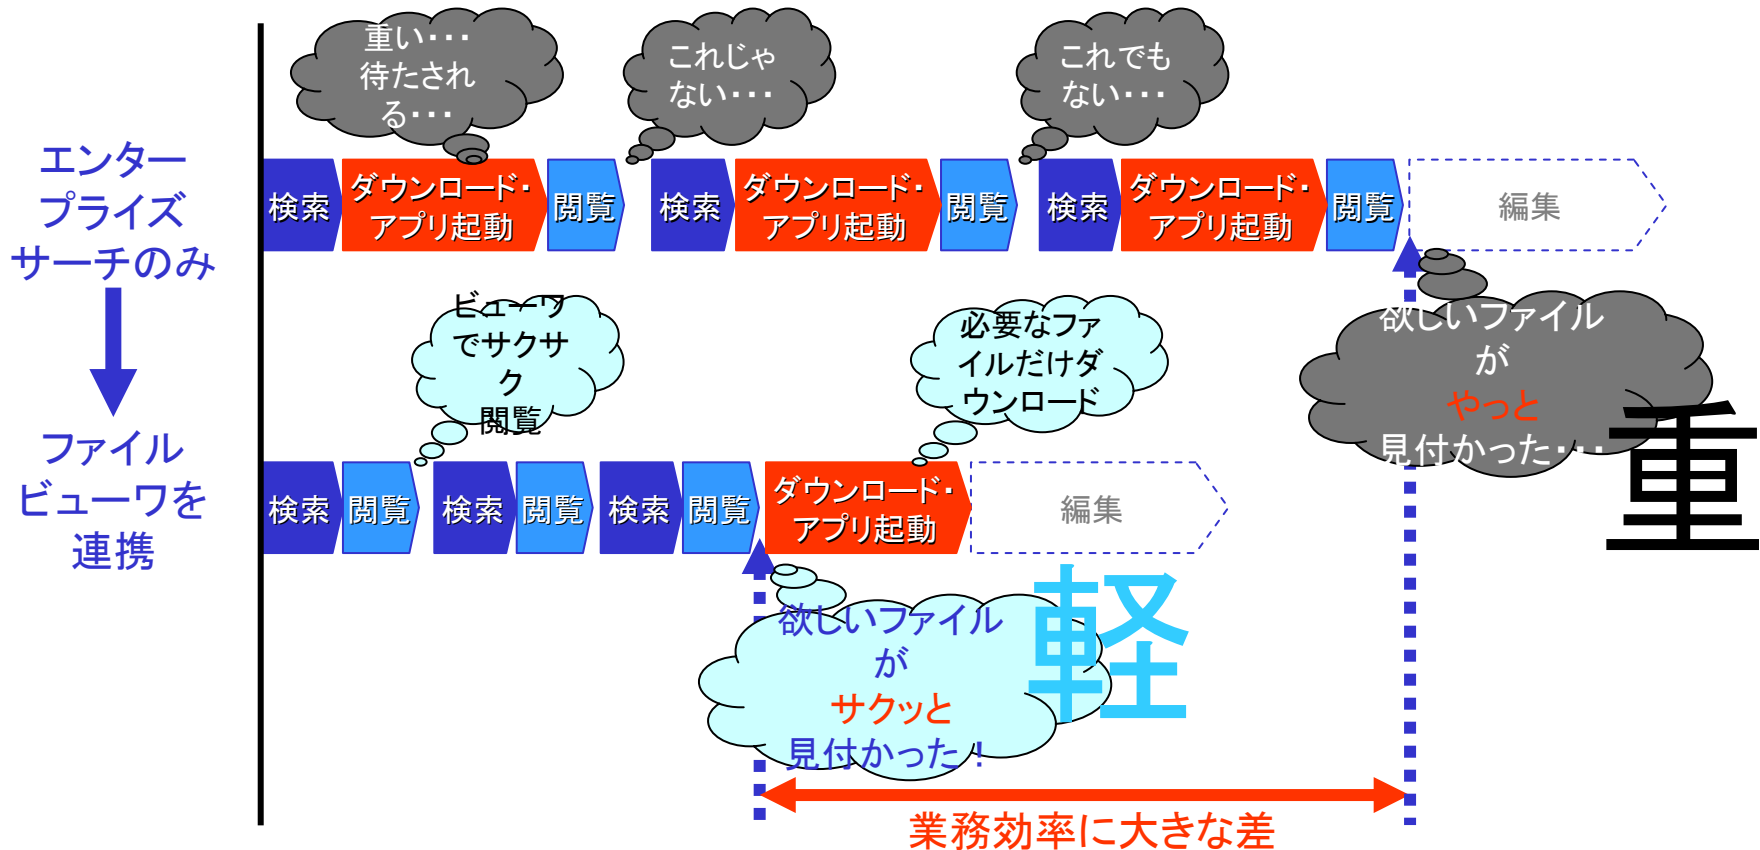 重い･･･
待たされ
る･･･
これじゃ
ない･･･
これでも
ない･･･
エンター
プライズ
サーチのみ
検索
ダウンロード・
アプリ起動
閲覧
検索
ダウンロード・
アプリ起動
閲覧
検索
ダウンロード・
アプリ起動
閲覧
編集
ビューワ
でサクサ
ク
閲覧
必要なファ
イルだけダ
ウンロード
欲しいファイル
が
やっと
見付かった･･･
重
ファイル
ビューワを
連携
検索
閲覧
検索
閲覧
検索
閲覧
ダウンロード・
アプリ起動
編集
欲しいファイル
が
サクッと
見付かった！
軽
業務効率に大きな差